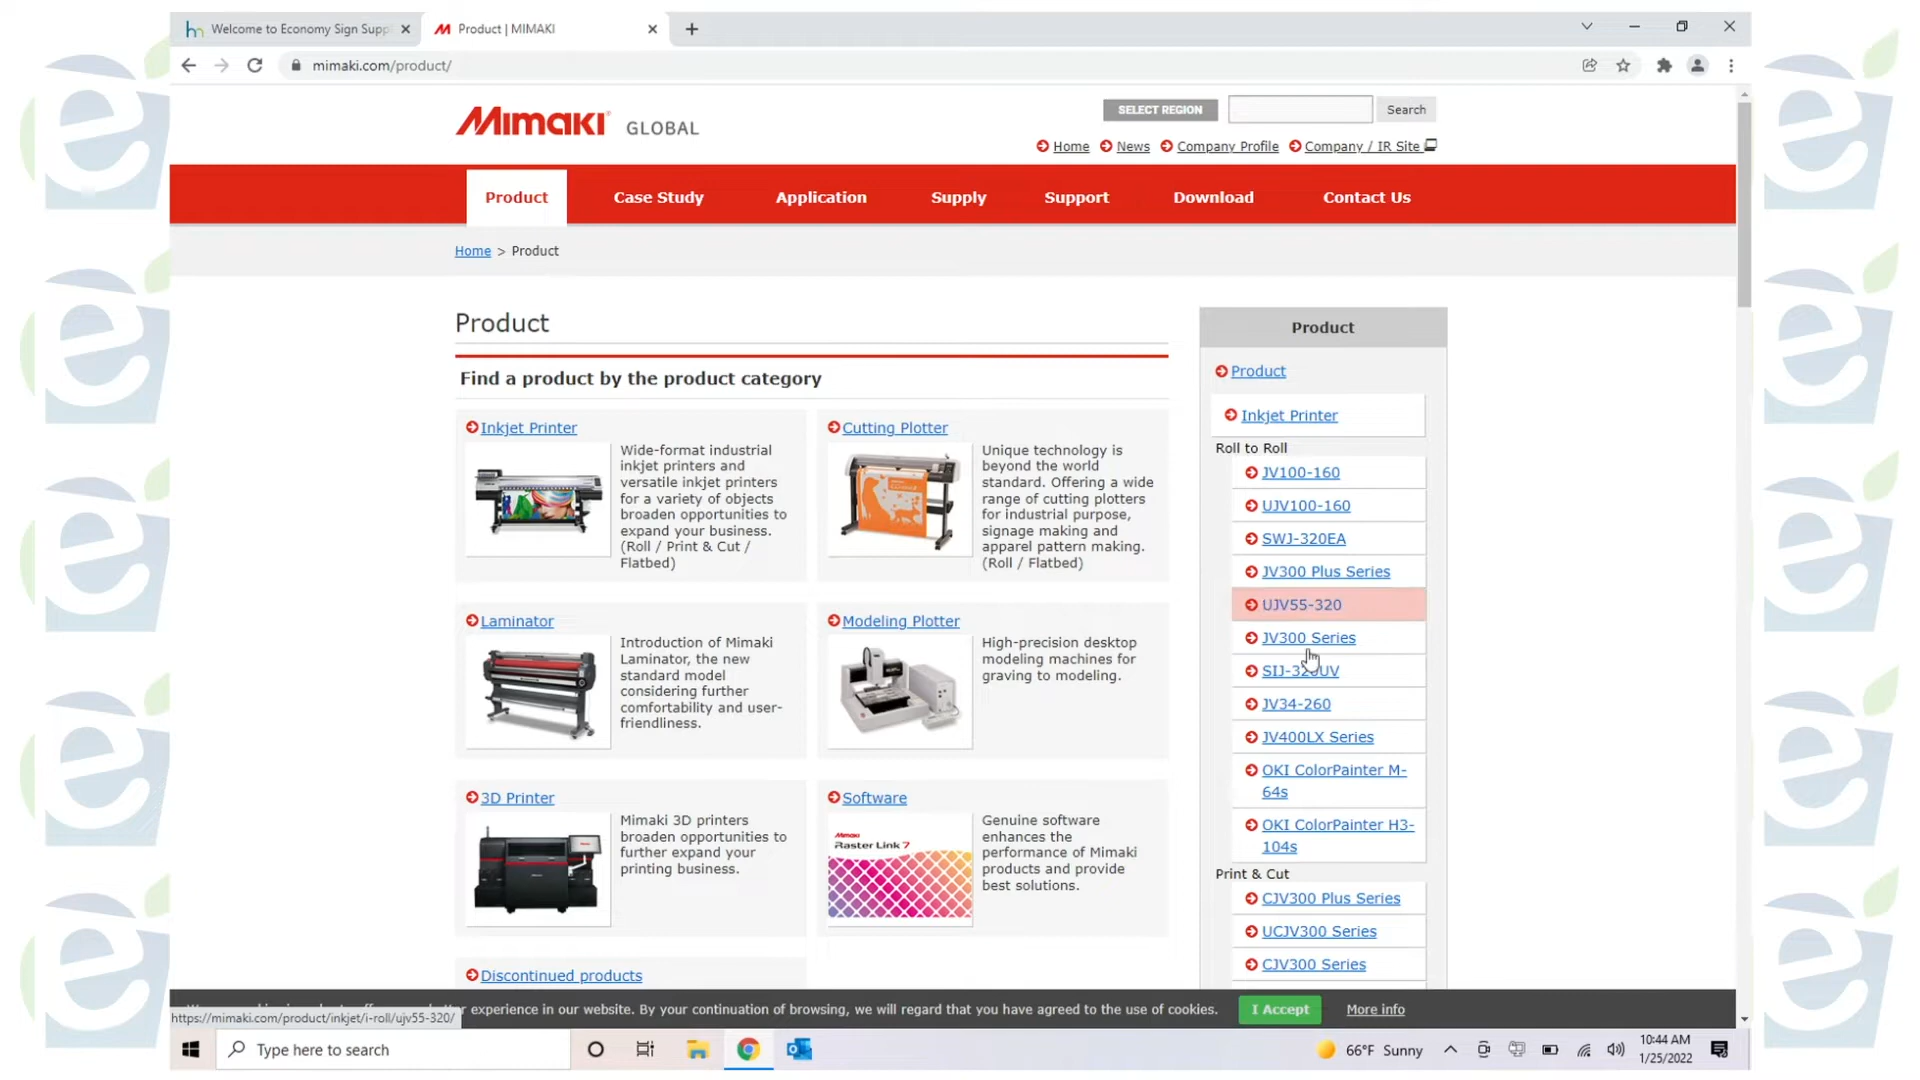 Welcome to Economy Sign Supp
Product | MIMAKI
mimaki.com/product/
Mimaki GLOBAL
SELECT REGION
Search
Home
News
Company Profile
Company / IR Site
Product
Case Study
Application
Supply
Support
Download
Contact Us
Home > Product
Product
Find a product by the product category
Inkjet Printer
Wide-format industrial
inkjet printers and
versatile inkjet printers
for a variety of objects
broaden opportunities to
expand your business.
(Roll / Print & Cut /
Flatbed)
Cutting Plotter
Unique technology is
beyond the world
standard. Offering a wide
range of cutting plotters
for industrial purpose,
signage making and
apparel pattern making.
(Roll / Flatbed)
Laminator
Introduction of Mimaki
Laminator, the new
standard model
considering further
comfortability and user-
friendliness.
Modeling Plotter
High-precision desktop
modeling machines for
graving to modeling.
3D Printer
Mimaki 3D printers
broaden opportunities to
further expand your
printing business.
Software
Mimaki
Raster Link 7
Genuine software
enhances the
performance of Mimaki
products and provide
best solutions.
Discontinued products
Product
Product
Inkjet Printer
Roll to Roll
JV100-160
UJV100-160
SWJ-320EA
JV300 Plus Series
UJV55-320
JV300 Series
SIJ-320UV
JV34-260
JV400LX Series
OKI ColorPainter M-
64s
OKI ColorPainter H3-
104s
Print & Cut
CJV300 Plus Series
UCJV300 Series
CJV300 Series
experience in our website. By your continuation of browsing, we will regard that you have agreed to the use of cookies.
I Accept
More info
https://mimaki.com/product/inkjet/i-roll/ujv55-320/
Type here to search
66°F Sunny
10:44 AM
1/25/2022